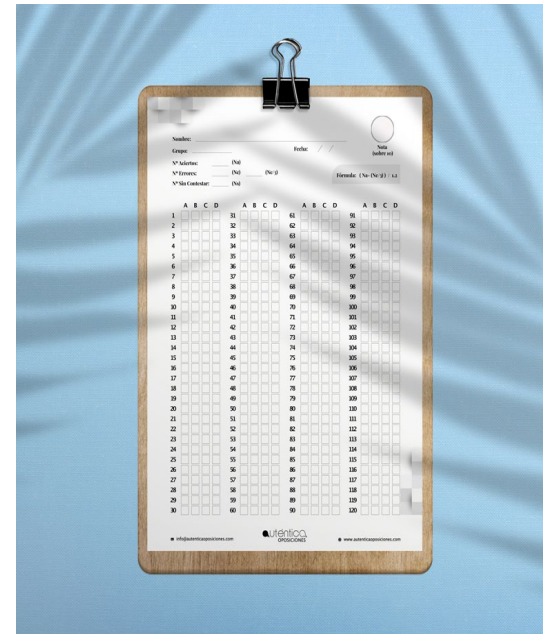 Nombre:
Grupo: Fecha: / /
Nota
(sobre 10)
Nº Aciertos: (Na)
Nº Errores: (Ne) (Ne/3)
Nº Sin Contestar: (Ns)
Fórmula: ( Na- (Ne/3) ) / 1,2
A B C D A B C D A B C D A B C D
1 31 61 91
2 32 62 92
3 33 63 93
4 34 64 94
5 35 65 95
6 36 66 96
7 37 67 97
8 38 68 98
9 39 69 99
10 40 70 100
11 41 71 101
12 42 72 102
13 43 73 103
14 44 74 104
15 45 75 105
16 46 76 106
17 47 77 107
18 48 78 108
19 49 79 109
20 50 80 110
21 51 81 111
22 52 82 112
23 53 83 113
24 54 84 114
25 55 85 115
26 56 86 116
27 57 87 117
28 58 88 118
29 59 89 119
30 60 90 120
info@autenticaoposiciones.com
auténtica
OPOSICIONES
www.autenticaoposiciones.com